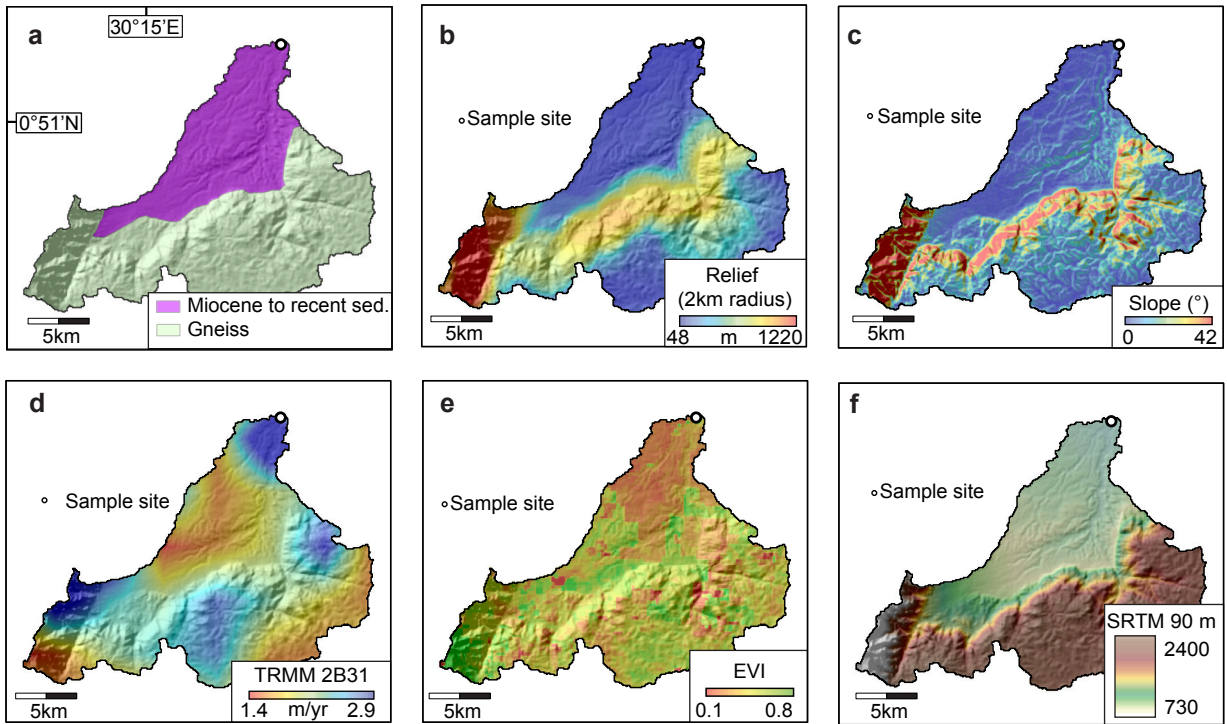 a
30°15’E
0°51’N
Miocene to recent sed.
Gneiss
5km
b
Sample site
Relief
(2km radius)
48 m 1220
5km
c
Sample site
Slope (°)
0 42
5km
d
Sample site
TRMM 2B31
1.4 m/yr 2.9
5km
e
Sample site
EVI
0.1 0.8
5km
f
Sample site
SRTM 90 m
2400
730
5km